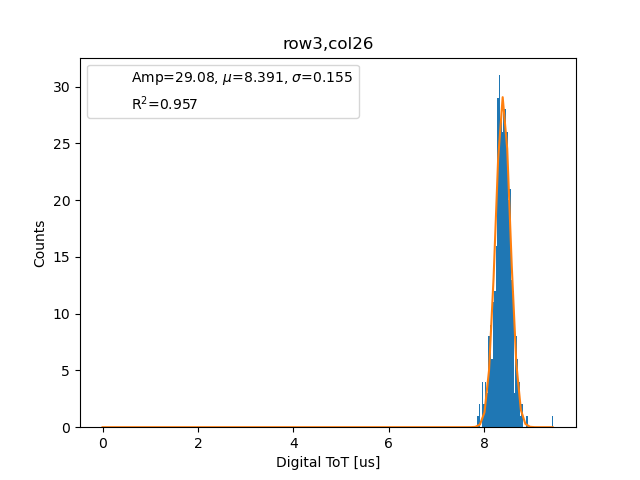 row3,col26
Amp=29.08, μ=8.391, σ=0.155
R²=0.957
30
25
20
15
10
5
0
Counts
0 2 4 6 8
Digital ToT [us]